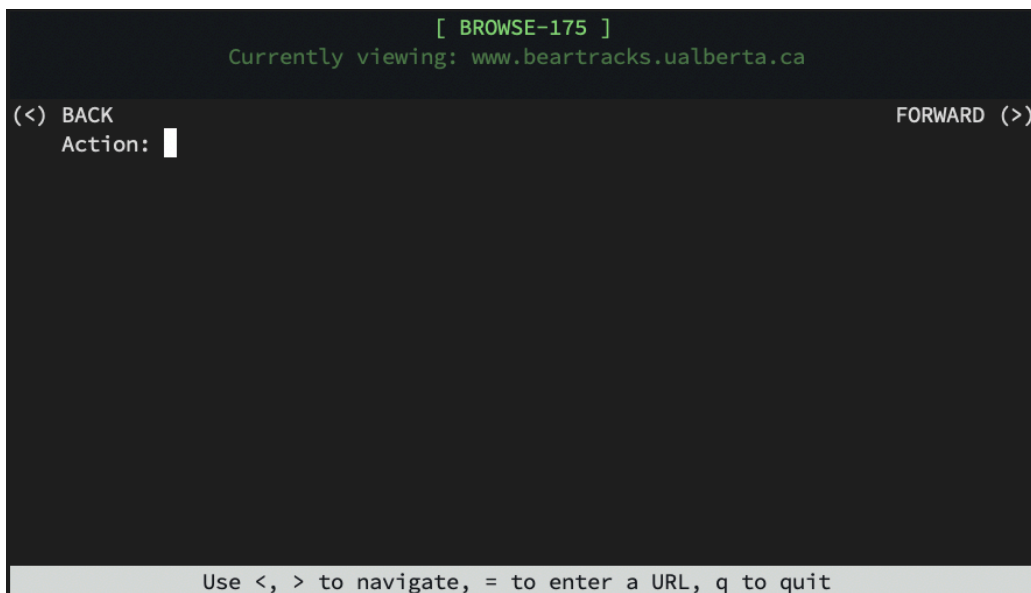 [ BROWSE-175 ]
Currently viewing: www.beartracks.ualberta.ca
(<) BACK FORWARD (>)
Action:
Use <, > to navigate, = to enter a URL, q to quit